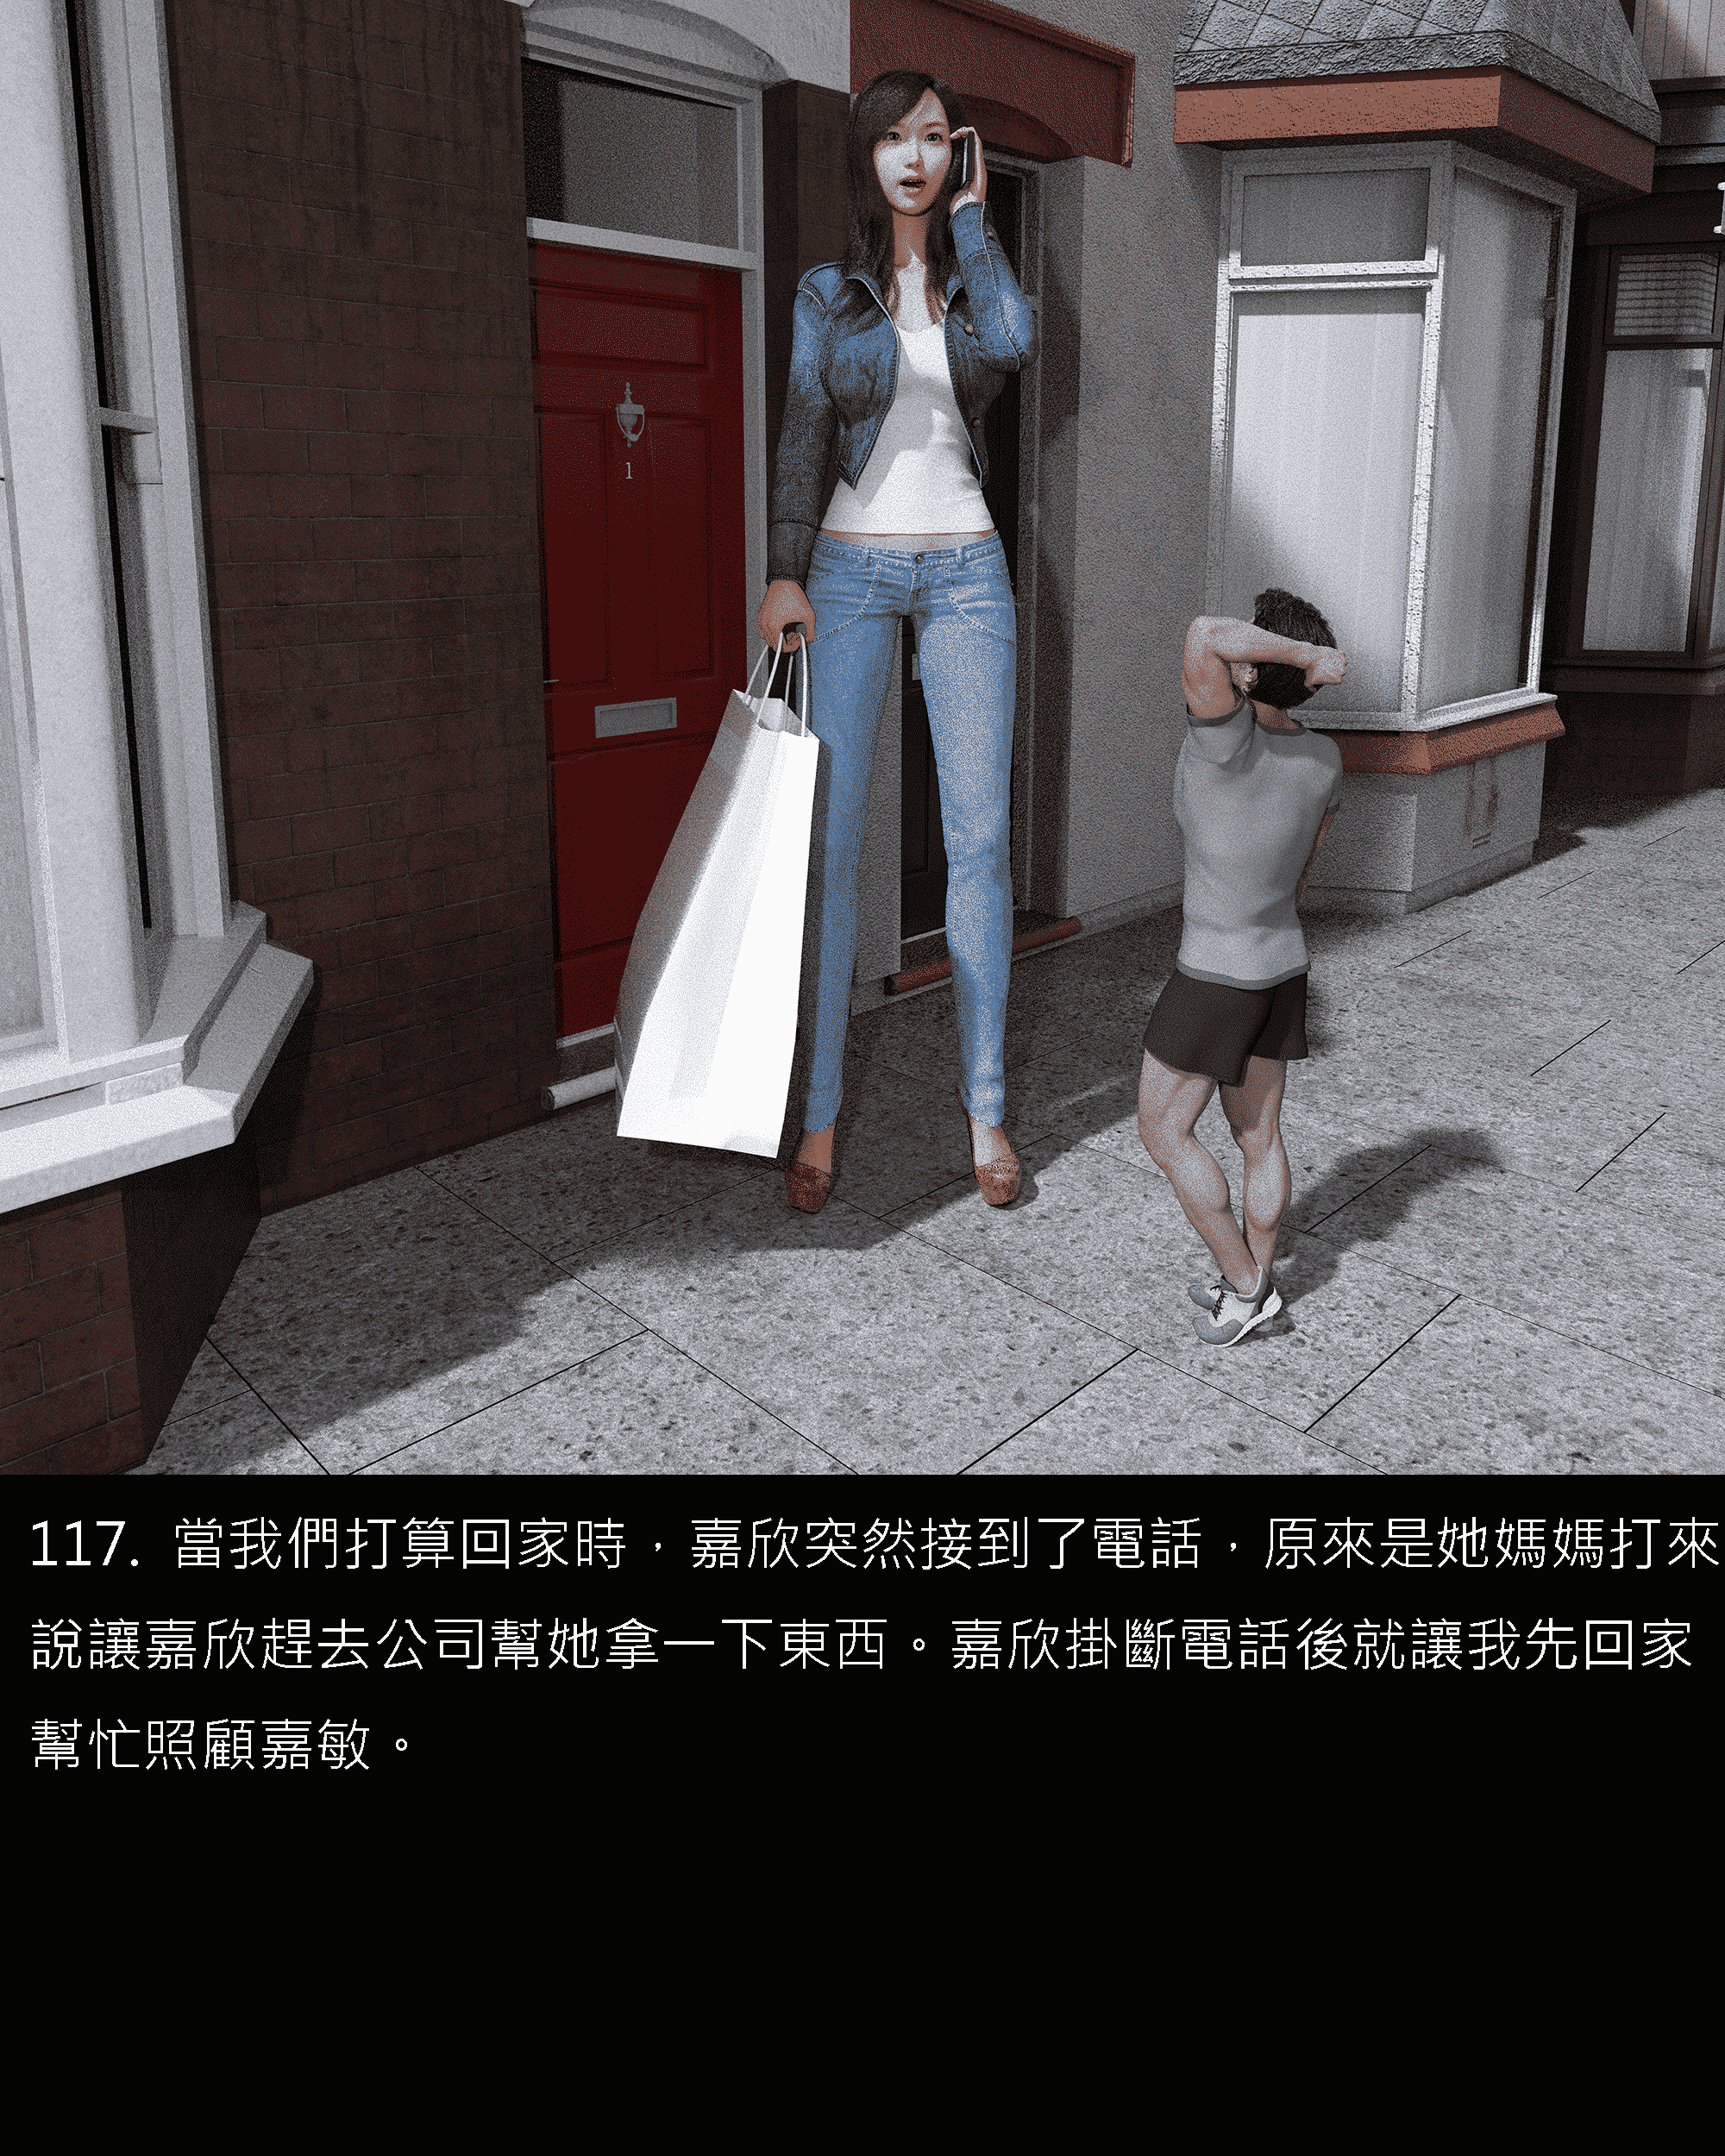 1
117. 當我們打算回家時，嘉欣突然接到了電話，原來是她媽媽打來
說讓嘉欣趕去公司幫她拿一下東西。嘉欣掛斷電話後就讓我先回家
幫忙照顧嘉敏。